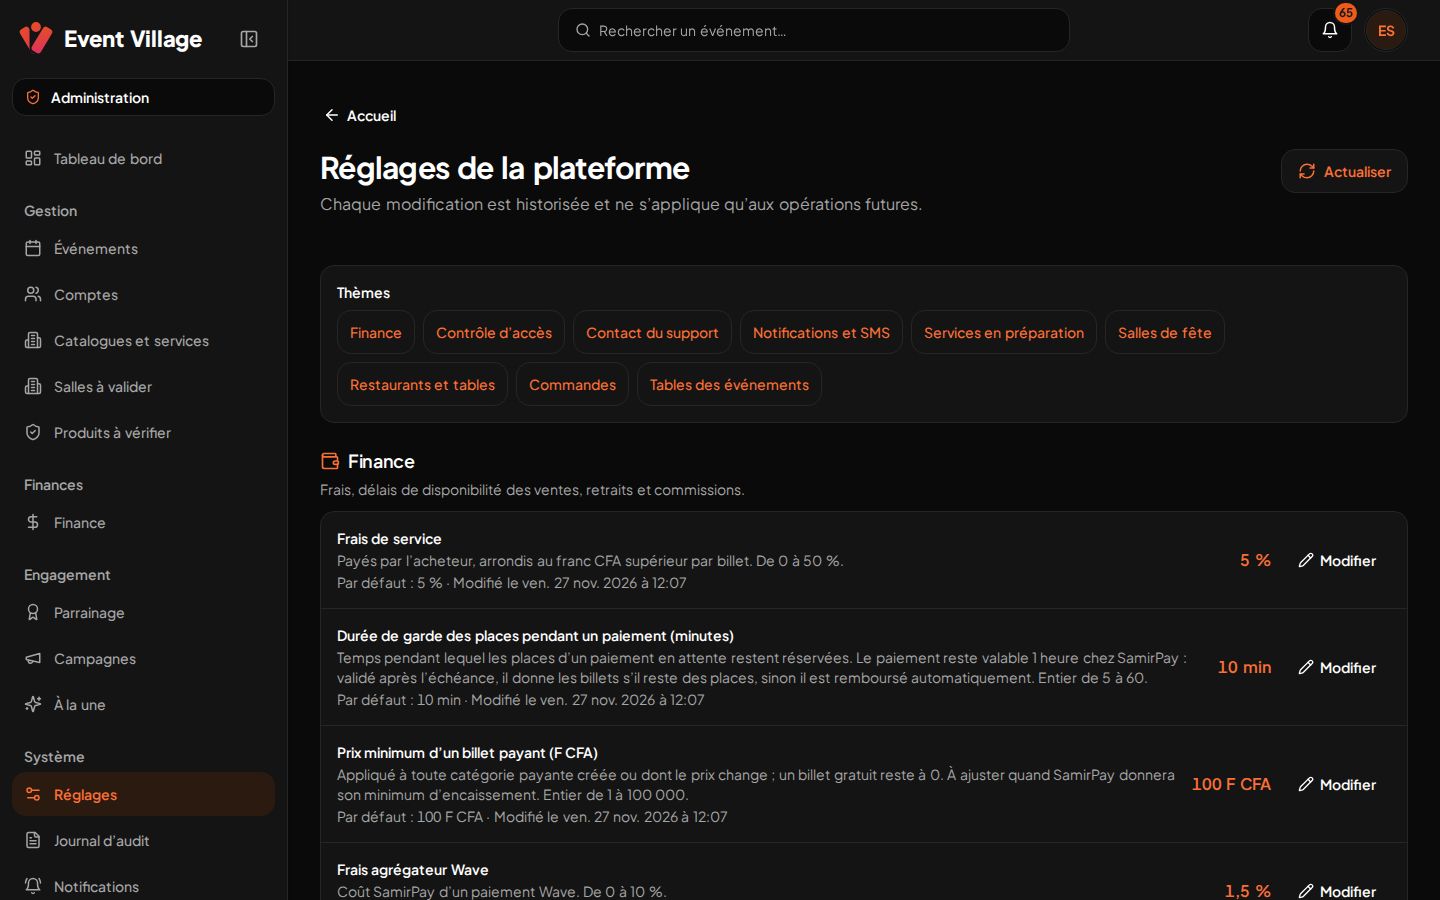 Event Village
Rechercher un événement…
65
ES
Administration
Tableau de bord
Gestion
Événements
Comptes
Catalogues et services
Salles à valider
Produits à vérifier
Finances
Finance
Engagement
Parrainage
Campagnes
À la une
Système
Réglages
Journal d’audit
Notifications
Accueil
Réglages de la plateforme
Chaque modification est historisée et ne s’applique qu’aux opérations futures.
Actualiser
Thèmes
Finance
Contrôle d’accès
Contact du support
Notifications et SMS
Services en préparation
Salles de fête
Restaurants et tables
Commandes
Tables des événements
Finance
Frais, délais de disponibilité des ventes, retraits et commissions.
Frais de service
Payés par l’acheteur, arrondis au franc CFA supérieur par billet. De 0 à 50 %.
Par défaut : 5 % · Modifié le ven. 27 nov. 2026 à 12:07
5 %
Modifier
Durée de garde des places pendant un paiement (minutes)
Temps pendant lequel les places d’un paiement en attente restent réservées. Le paiement reste valable 1 heure chez SamirPay :
validé après l’échéance, il donne les billets s’il reste des places, sinon il est remboursé automatiquement. Entier de 5 à 60.
Par défaut : 10 min · Modifié le ven. 27 nov. 2026 à 12:07
10 min
Modifier
Prix minimum d’un billet payant (F CFA)
Appliqué à toute catégorie payante créée ou dont le prix change ; un billet gratuit reste à 0. À ajuster quand SamirPay donnera
son minimum d’encaissement. Entier de 1 à 100 000.
Par défaut : 100 F CFA · Modifié le ven. 27 nov. 2026 à 12:07
100 F CFA
Modifier
Frais agrégateur Wave
Coût SamirPay d’un paiement Wave. De 0 à 10 %.
1,5 %
Modifier